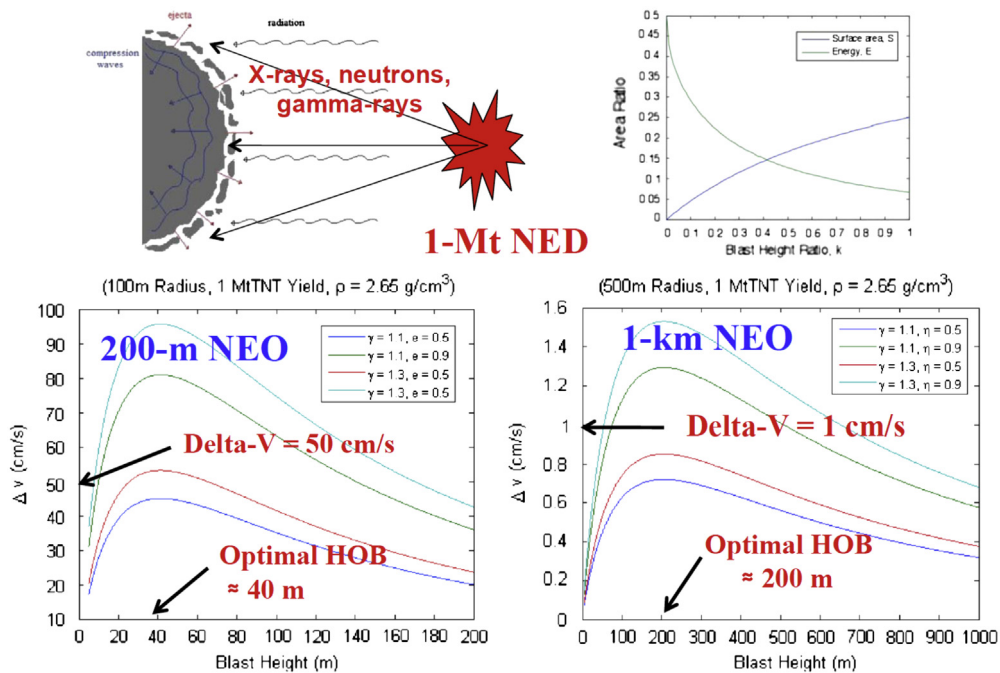 ejecta
radiation
compression
waves
X-rays, neutrons,
gamma-rays
1-Mt NED
0.5
0.45
0.4
0.35
0.3
0.25
0.2
0.15
0.1
0.05
0
Area Ratio
Surface area, S
Energy, E
0 0.1 0.2 0.3 0.4 0.5 0.6 0.7 0.8 0.9 1
Blast Height Ratio, k
(100m Radius, 1 MtTNT Yield, ρ = 2.65 g/cm³)
100
90
80
70
60
50
40
30
20
10
Δ v (cm/s)
200-m NEO
γ = 1.1, e = 0.5
γ = 1.1, e = 0.9
γ = 1.3, e = 0.5
γ = 1.3, e = 0.5
Delta-V = 50 cm/s
Optimal HOB
≈ 40 m
0 20 40 60 80 100 120 140 160 180 200
Blast Height (m)
(500m Radius, 1 MtTNT Yield, ρ = 2.65 g/cm³)
1.6
1.4
1.2
1
0.8
0.6
0.4
0.2
0
Δ v (cm/s)
1-km NEO
γ = 1.1, η = 0.5
γ = 1.1, η = 0.9
γ = 1.3, η = 0.5
γ = 1.3, η = 0.9
Delta-V = 1 cm/s
Optimal HOB
≈ 200 m
0 100 200 300 400 500 600 700 800 900 1000
Blast Height (m)